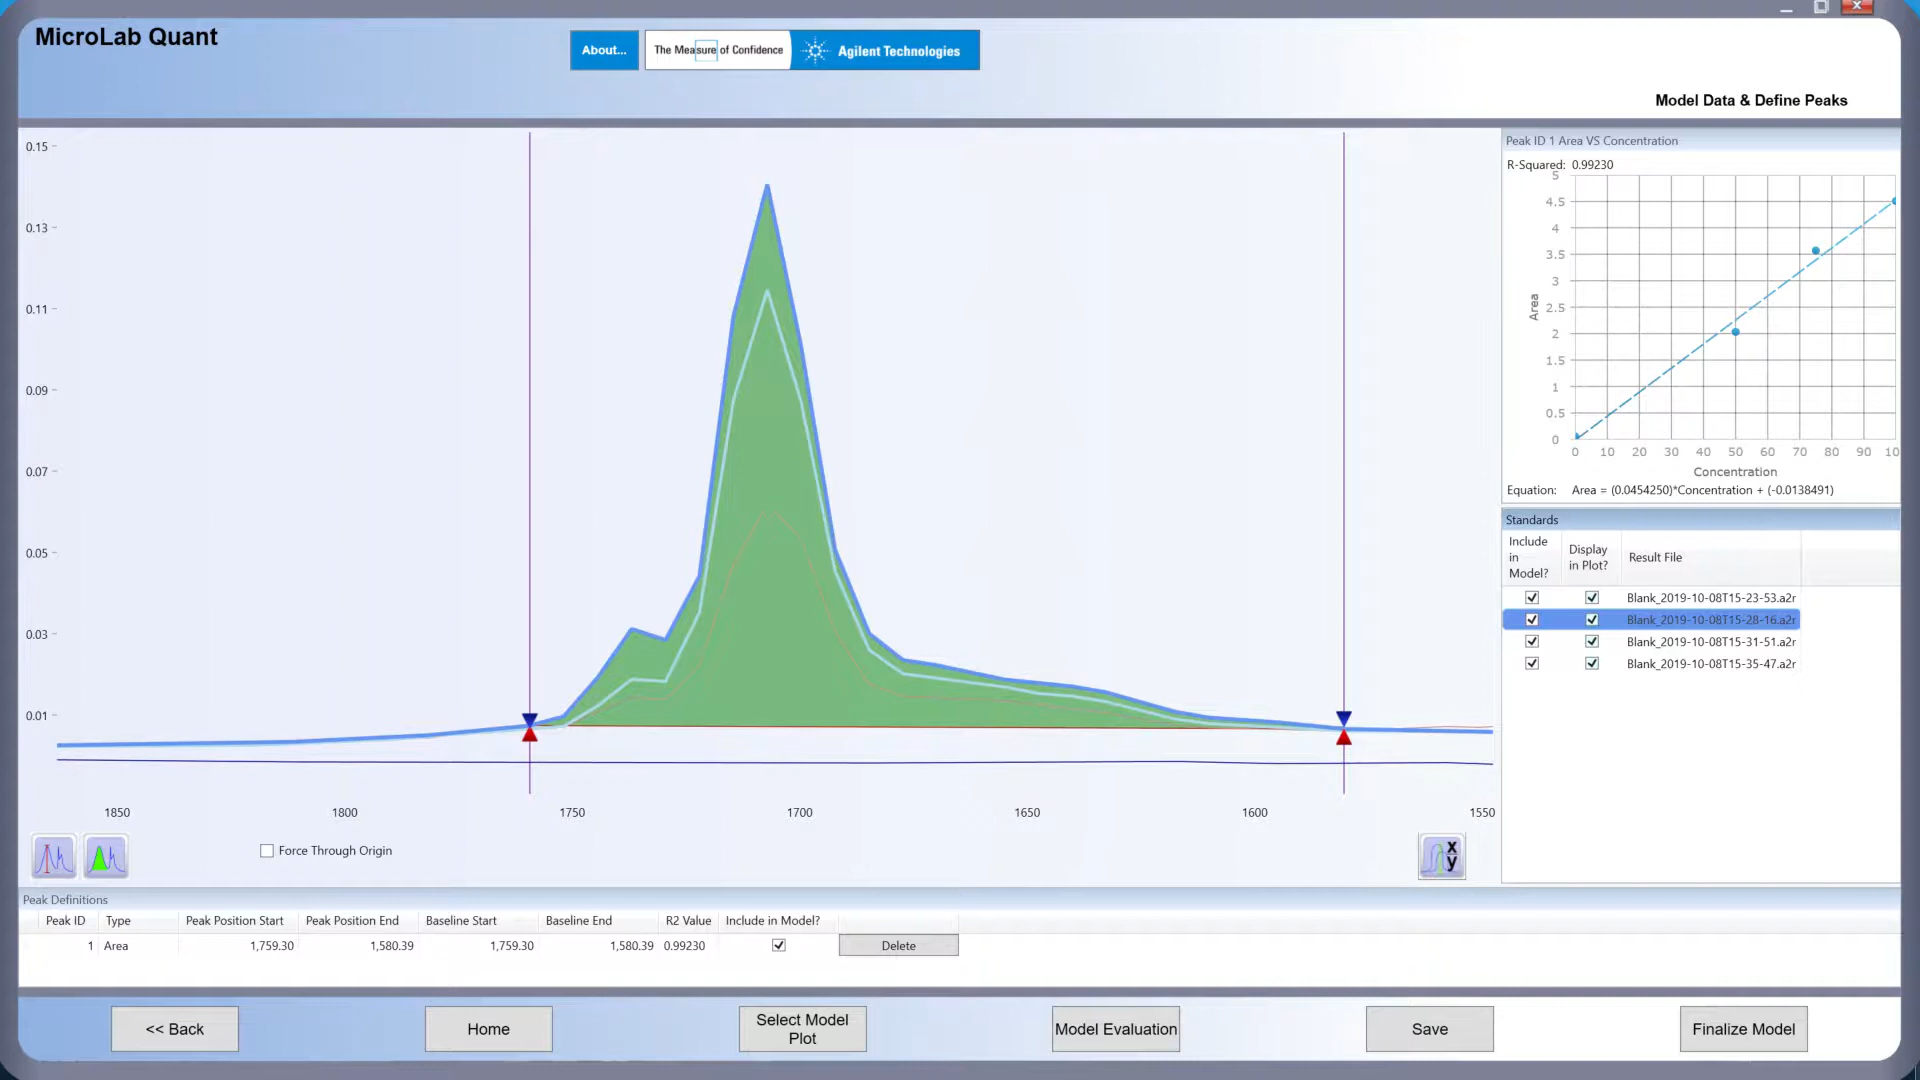 MicroLab Quant
About...
The Measure of Confidence
Agilent Technologies
Model Data & Define Peaks
0.15
0.13
0.11
0.09
0.07
0.05
0.03
0.01
1850 1800 1750 1700 1650 1600 1550
Force Through Origin
x
y
Peak ID 1 Area VS Concentration
R-Squared: 0.99230
5
4.5
4
3.5
3
2.5
2
1.5
1
0.5
0
Area
0 10 20 30 40 50 60 70 80 90 10
Concentration
Equation: Area = (0.0454250)*Concentration + (-0.0138491)
Standards
Include in Model? Display in Plot? Result File
Blank_2019-10-08T15-23-53.a2r
Blank_2019-10-08T15-28-16.a2r
Blank_2019-10-08T15-31-51.a2r
Blank_2019-10-08T15-35-47.a2r
Peak Definitions
Peak ID Type Peak Position Start Peak Position End Baseline Start Baseline End R2 Value Include in Model?
1 Area 1,759.30 1,580.39 1,759.30 1,580.39 0.99230 Delete
<< Back
Home
Select Model
Plot
Model Evaluation
Save
Finalize Model